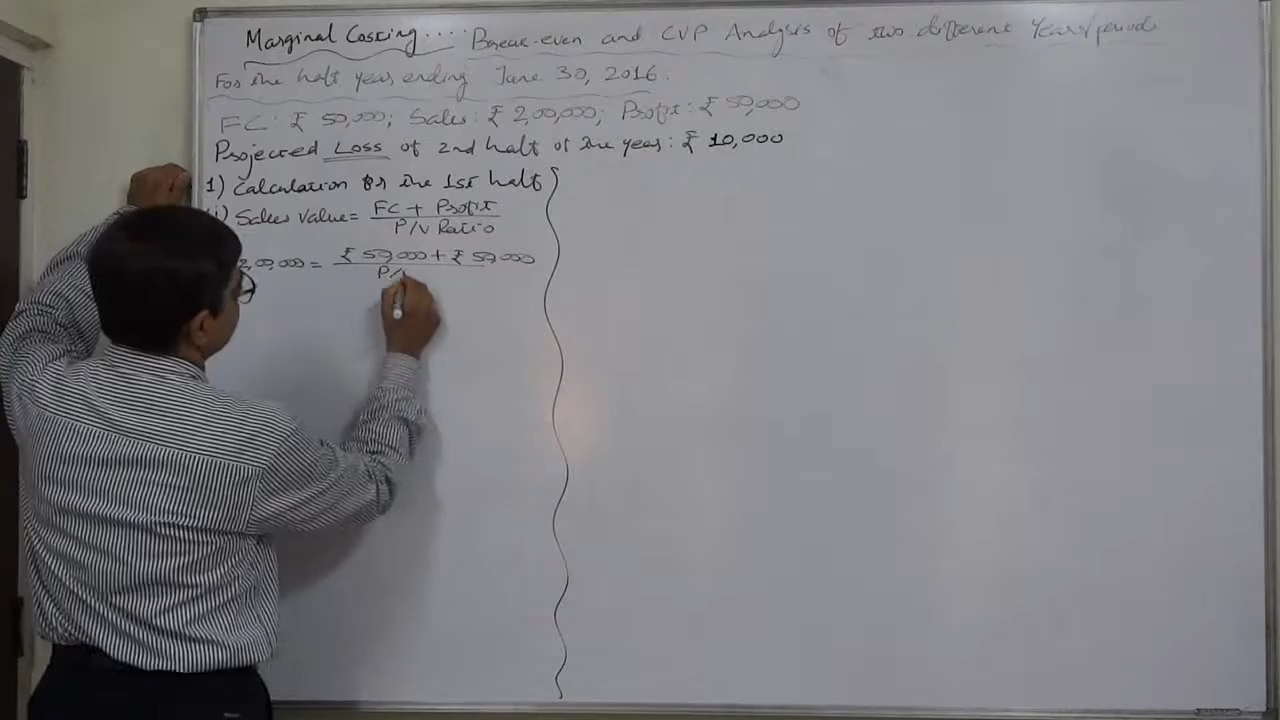 Marginal Costing.... Break-even and CVP Analysis of two different Years/periods
For the half year ending June 30, 2016.
FC: ₹ 50,000; Sales: ₹ 2,00,000; Profit: ₹ 50,000
Projected Loss of 2nd half of the year: ₹ 10,000
1) Calculation for the 1st half
i) Sales Value = FC + Profit
P/V Ratio
2,00,000 = ₹ 50,000 + ₹ 50,000
P/